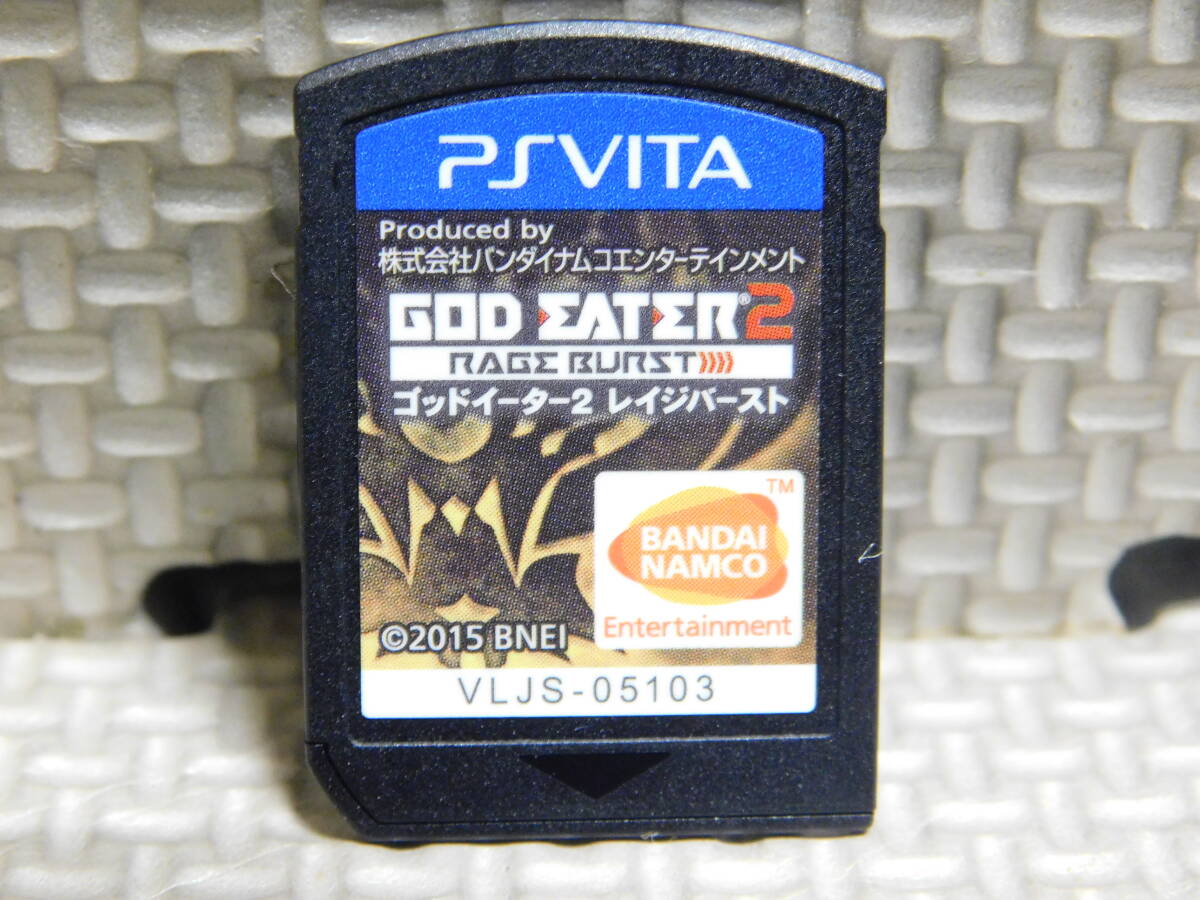 PSVITA
Produced by
株式会社バンダイナムコエンターテインメント
GOD EATER® 2
RAGE BURST
ゴッドイーター2 レイジバースト
TM
BANDAI
NAMCO
Entertainment
©2015 BNEI
VLJS-05103